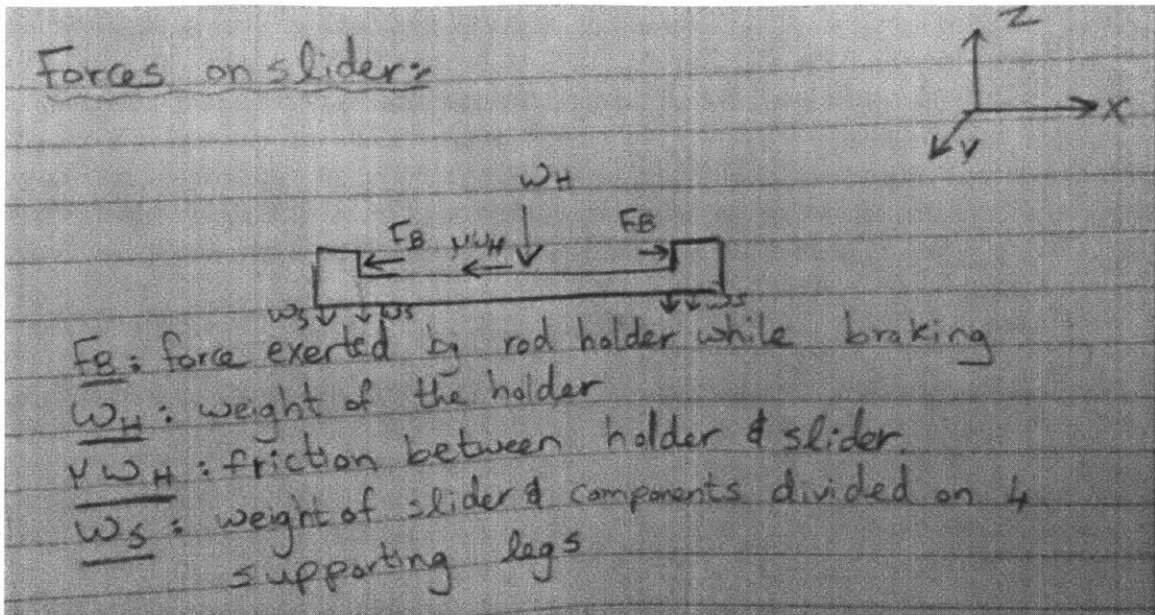 Forces on slider:
Z
X
Y
WH
FB μWH FB
Ws Ws Ws
FB: force exerted by rod holder while braking
WH: weight of the holder
μWH: friction between holder & slider.
Ws: weight of slider & components divided on 4
supporting legs